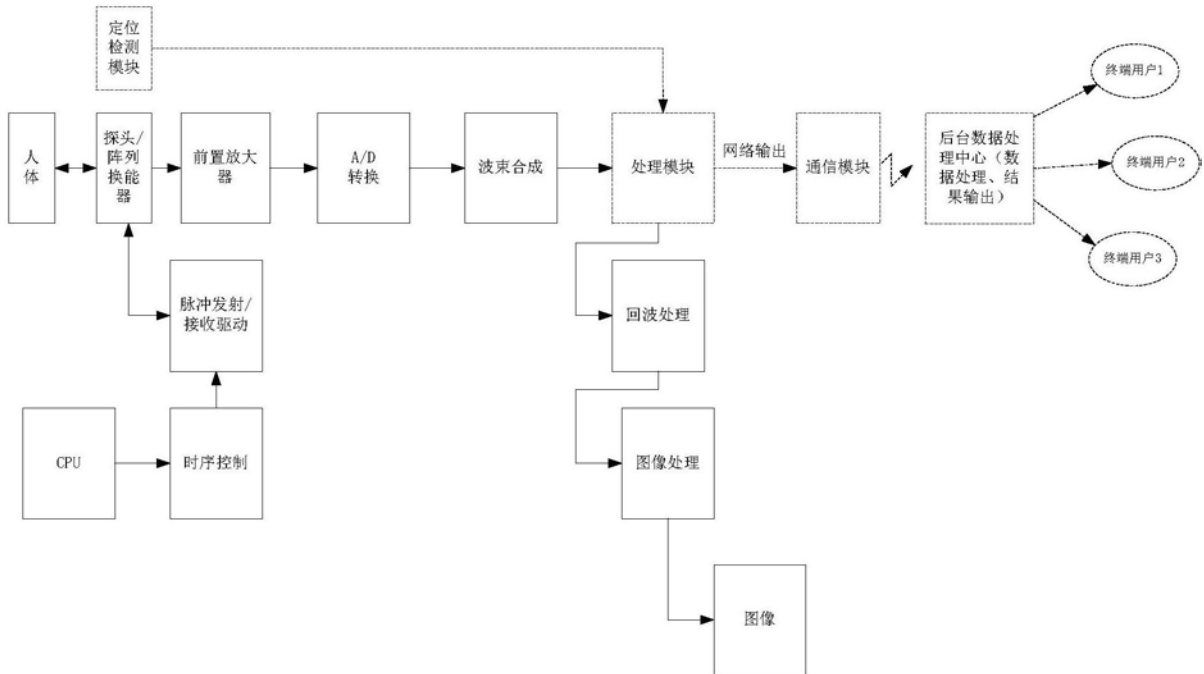 定位
检测
模块
人
体
探头/
阵列
换能
器
前置放大
器
A/D
转换
波束合成
处理模块
网络输出
通信模块
后台数据处
理中心（数
据处理、结
果输出）
终端用户1
终端用户2
终端用户3
脉冲发射/
接收驱动
回波处理
CPU
时序控制
图像处理
图像